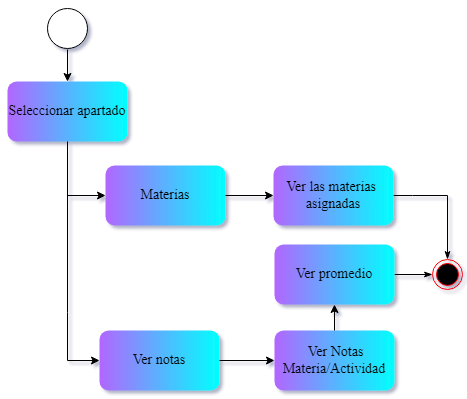 Seleccionar apartado
Materias
Ver las materias
asignadas
Ver promedio
Ver notas
Ver Notas
Materia/Actividad